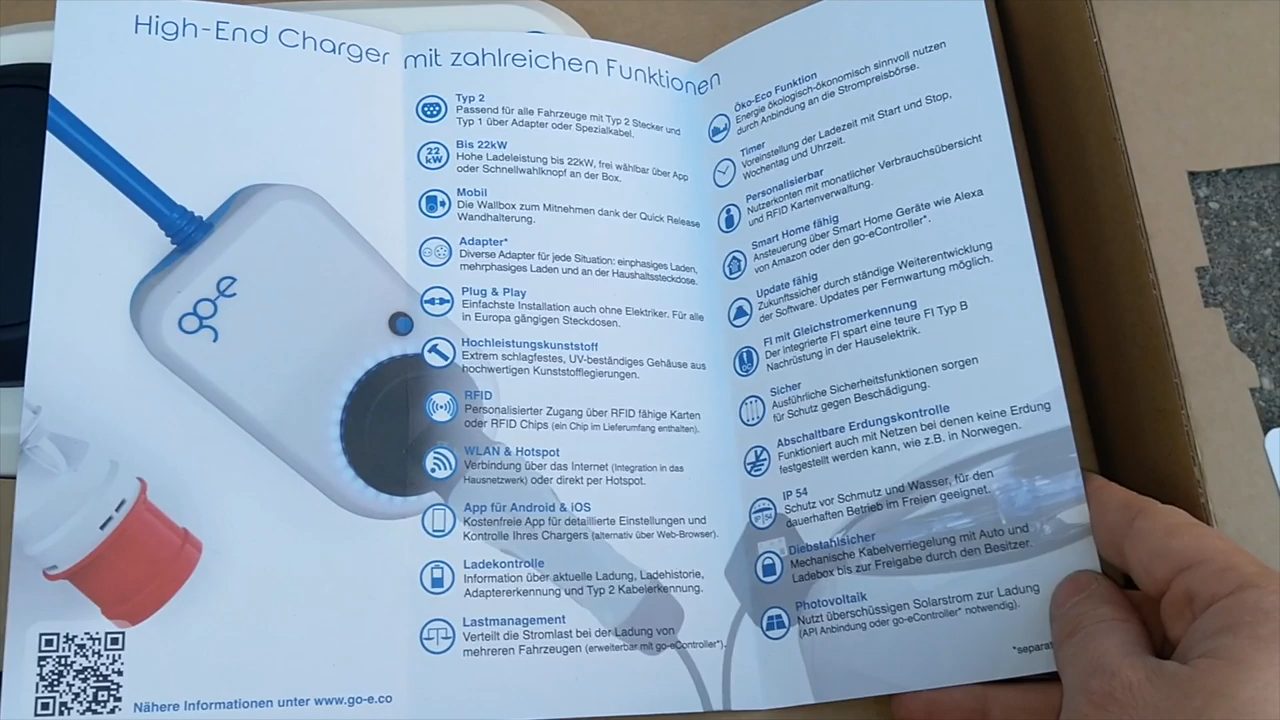 High-End Charger mit zahlreichen Funktionen
go-e
Typ 2
Passend für alle Fahrzeuge mit Typ 2 Stecker und
Typ 1 über Adapter oder Spezialkabel.
22
kW
Bis 22kW
Hohe Ladeleistung bis 22kW, frei wählbar über App
oder Schnellwahlknopf an der Box.
Mobil
Die Wallbox zum Mitnehmen dank der Quick Release
Wandhalterung.
Adapter*
Diverse Adapter für jede Situation: einphasiges Laden,
mehrphasiges Laden und an der Haushaltssteckdose.
Plug & Play
Einfachste Installation auch ohne Elektriker. Für alle
in Europa gängigen Steckdosen.
Hochleistungskunststoff
Extrem schlagfestes, UV-beständiges Gehäuse aus
hochwertigen Kunststofflegierungen.
RFID
Personalisierter Zugang über RFID fähige Karten
oder RFID Chips (ein Chip im Lieferumfang enthalten).
WLAN & Hotspot
Verbindung über das Internet (Integration in das
Hausnetzwerk) oder direkt per Hotspot.
App für Android & iOS
Kostenfreie App für detaillierte Einstellungen und
Kontrolle Ihres Chargers (alternativ über Web-Browser).
Ladekontrolle
Information über aktuelle Ladung, Ladehistorie,
Adaptererkennung und Typ 2 Kabelerkennung.
Lastmanagement
Verteilt die Stromlast bei der Ladung von
mehreren Fahrzeugen (erweiterbar mit go-eController*).
Öko-Eco Funktion
Energie ökologisch-ökonomisch sinnvoll nutzen
durch Anbindung an die Strompreisbörse.
Timer
Voreinstellung der Ladezeit mit Start und Stop,
Wochentag und Uhrzeit.
Personalisierbar
Nutzerkonten mit monatlicher Verbrauchsübersicht
und RFID Kartenverwaltung.
Smart Home fähig
Ansteuerung über Smart Home Geräte wie Alexa
von Amazon oder den go-eController*.
Update fähig
Zukunftssicher durch ständige Weiterentwicklung
der Software. Updates per Fernwartung möglich.
FI mit Gleichstromerkennung
Der integrierte FI spart eine teure FI Typ B
Nachrüstung in der Hauselektrik.
Sicher
Ausführliche Sicherheitsfunktionen sorgen
für Schutz gegen Beschädigung.
Abschaltbare Erdungskontrolle
Funktioniert auch mit Netzen bei denen keine Erdung
festgestellt werden kann, wie z.B. in Norwegen.
IP 54
IP 54
Schutz vor Schmutz und Wasser, für den
dauerhaften Betrieb im Freien geeignet.
Diebstahlsicher
Mechanische Kabelverriegelung mit Auto und
Ladebox bis zur Freigabe durch den Besitzer.
Photovoltaik
Nutzt überschüssigen Solarstrom zur Ladung
(API Anbindung oder go-eController* notwendig).
Nähere Informationen unter www.go-e.co